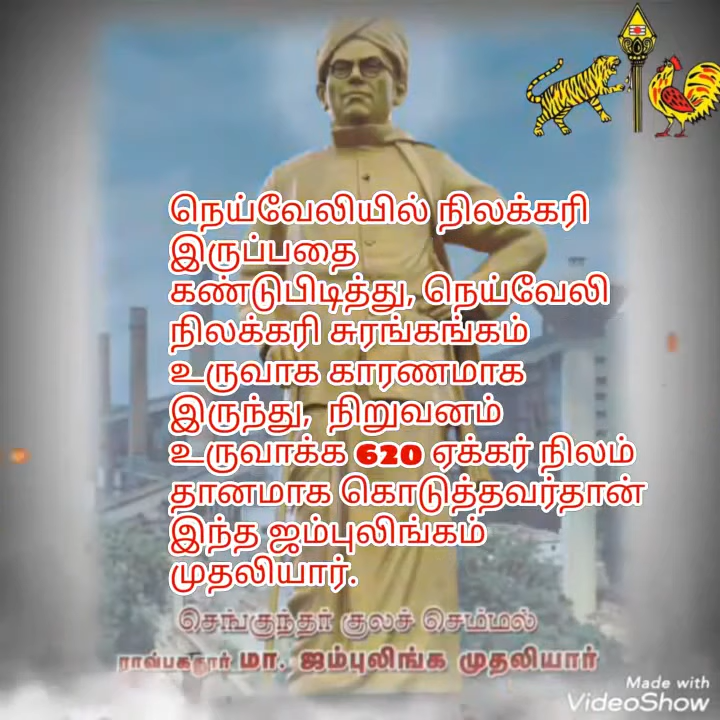 நெய்வேலியில் நிலக்கரி
இருப்பதை
கண்டுபிடித்து, நெய்வேலி
நிலக்கரி சுரங்கங்கம்
உருவாக காரணமாக
இருந்து, நிறுவனம்
உருவாக்க 620 ஏக்கர் நிலம்
தானமாக கொடுத்தவர்தான்
இந்த ஜம்புலிங்கம்
முதலியார்.
செங்குந்தர் குலச் செம்மல்
ராவ்பகதூர் மா. ஜம்புலிங்க முதலியார்
Made with
VideoShow